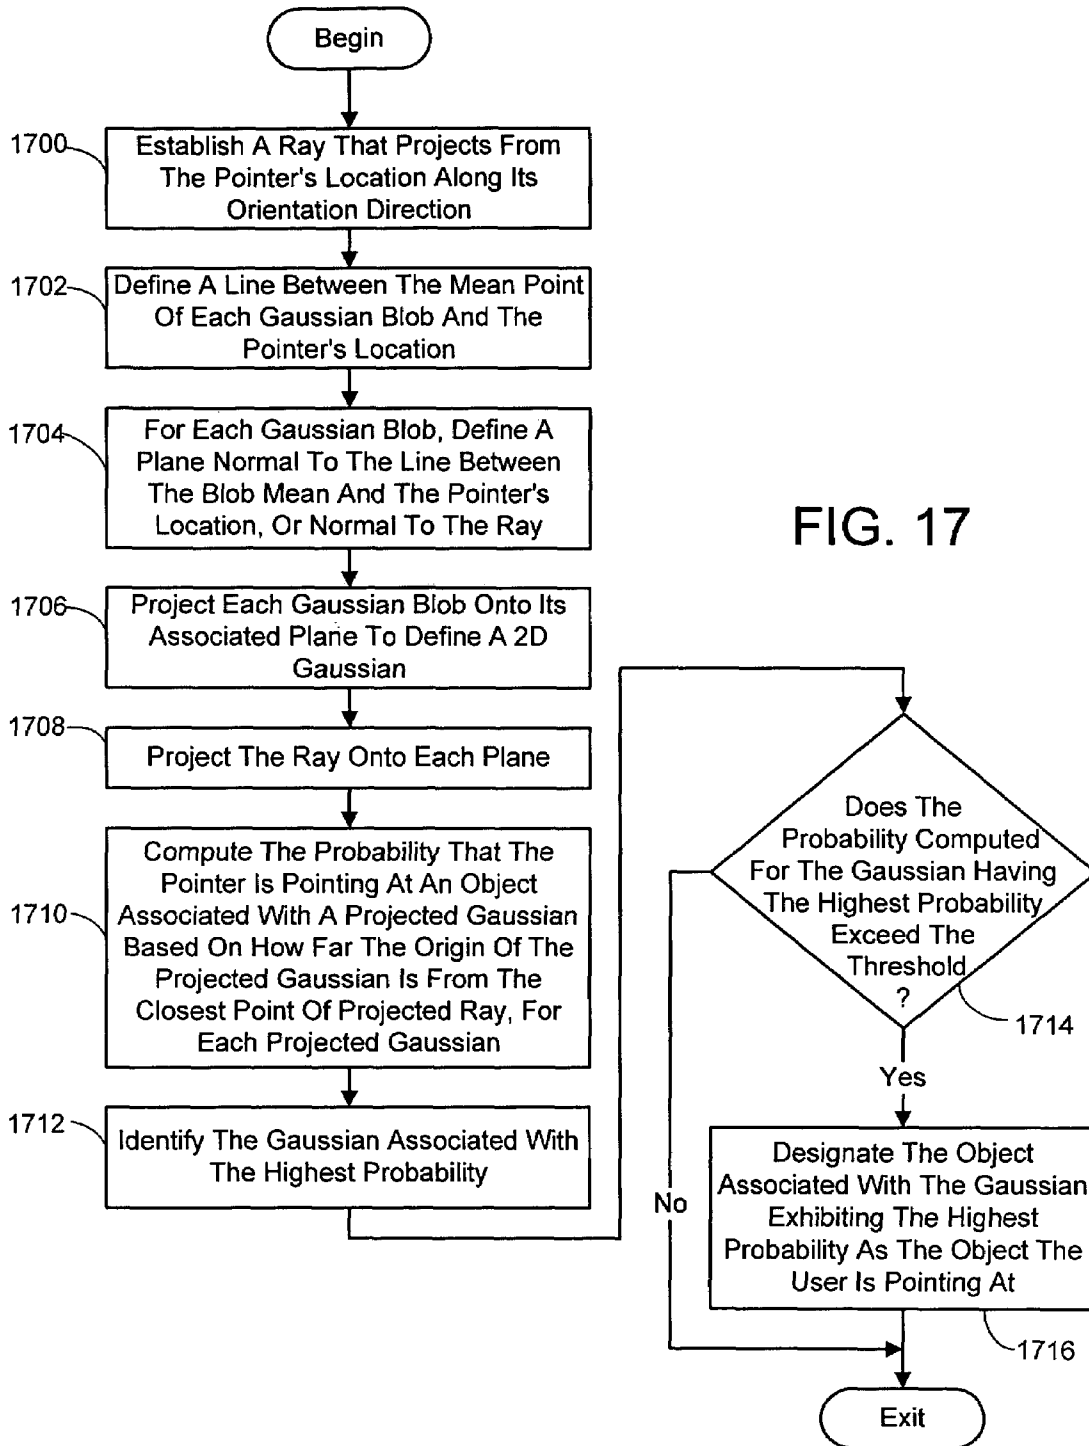 Begin
1700
Establish A Ray That Projects From
The Pointer's Location Along Its
Orientation Direction
1702
Define A Line Between The Mean Point
Of Each Gaussian Blob And The
Pointer's Location
1704
For Each Gaussian Blob, Define A
Plane Normal To The Line Between
The Blob Mean And The Pointer's
Location, Or Normal To The Ray
FIG. 17
1706
Project Each Gaussian Blob Onto Its
Associated Plane To Define A 2D
Gaussian
1708
Project The Ray Onto Each Plane
1710
Compute The Probability That The
Pointer Is Pointing At An Object
Associated With A Projected Gaussian
Based On How Far The Origin Of The
Projected Gaussian Is From The
Closest Point Of Projected Ray, For
Each Projected Gaussian
1712
Identify The Gaussian Associated With
The Highest Probability
Does The
Probability Computed
For The Gaussian Having
The Highest Probability
Exceed The
Threshold
?
1714
Yes
No
Designate The Object
Associated With The Gaussian
Exhibiting The Highest
Probability As The Object The
User Is Pointing At
1716
Exit